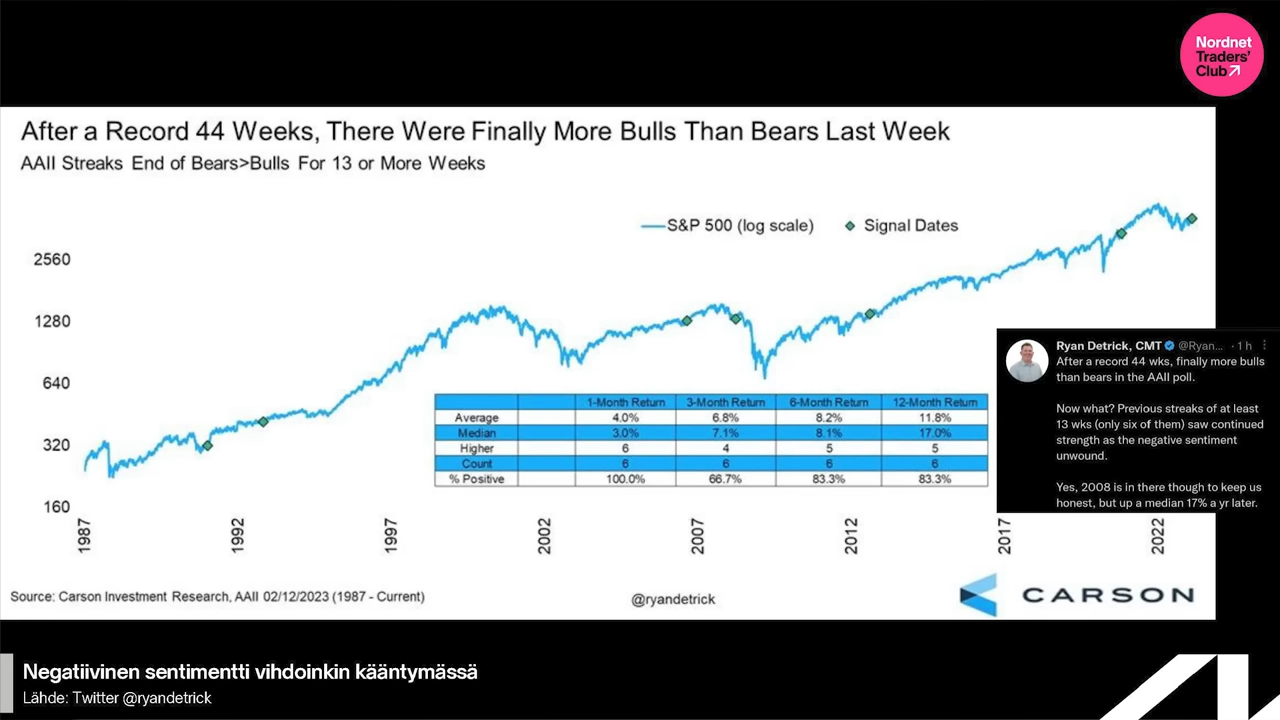 Nordnet
Traders'
Club
After a Record 44 Weeks, There Were Finally More Bulls Than Bears Last Week
AAII Streaks End of Bears>Bulls For 13 or More Weeks
S&P 500 (log scale) Signal Dates
2560
1280
640
320
160
1-Month Return 3-Month Return 6-Month Return 12-Month Return
Average 4.0% 6.8% 8.2% 11.8%
Median 3.0% 7.1% 8.1% 17.0%
Higher 6 4 5 5
Count 6 6 6 6
% Positive 100.0% 66.7% 83.3% 83.3%
1987 1992 1997 2002 2007 2012 2017 2022
Ryan Detrick, CMT @Ryan... · 1 h
After a record 44 wks, finally more bulls
than bears in the AAII poll.
Now what? Previous streaks of at least
13 wks (only six of them) saw continued
strength as the negative sentiment
unwound.
Yes, 2008 is in there though to keep us
honest, but up a median 17% a yr later.
Source: Carson Investment Research, AAII 02/12/2023 (1987 - Current)
@ryandetrick
CARSON
Negatiivinen sentimentti vihdoinkin kääntymässä
Lähde: Twitter @ryandetrick